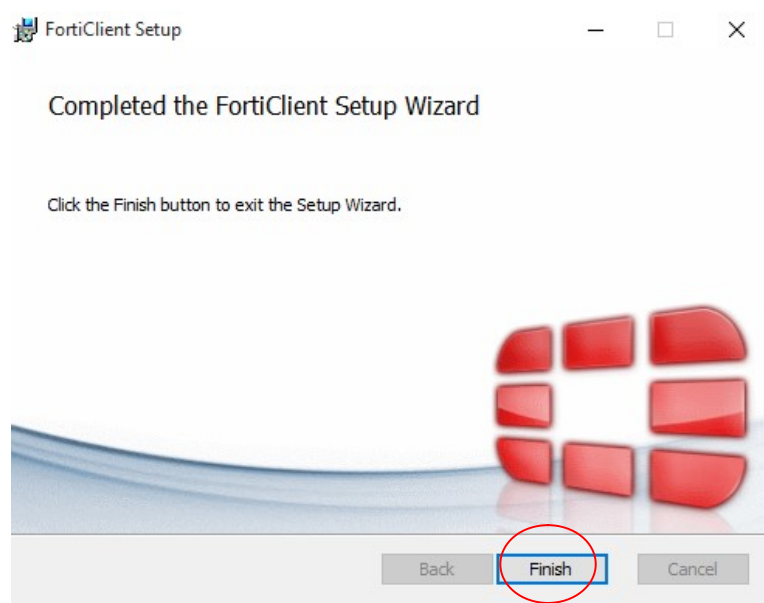 FortiClient Setup
Completed the FortiClient Setup Wizard
Click the Finish button to exit the Setup Wizard.
Back Finish Cancel